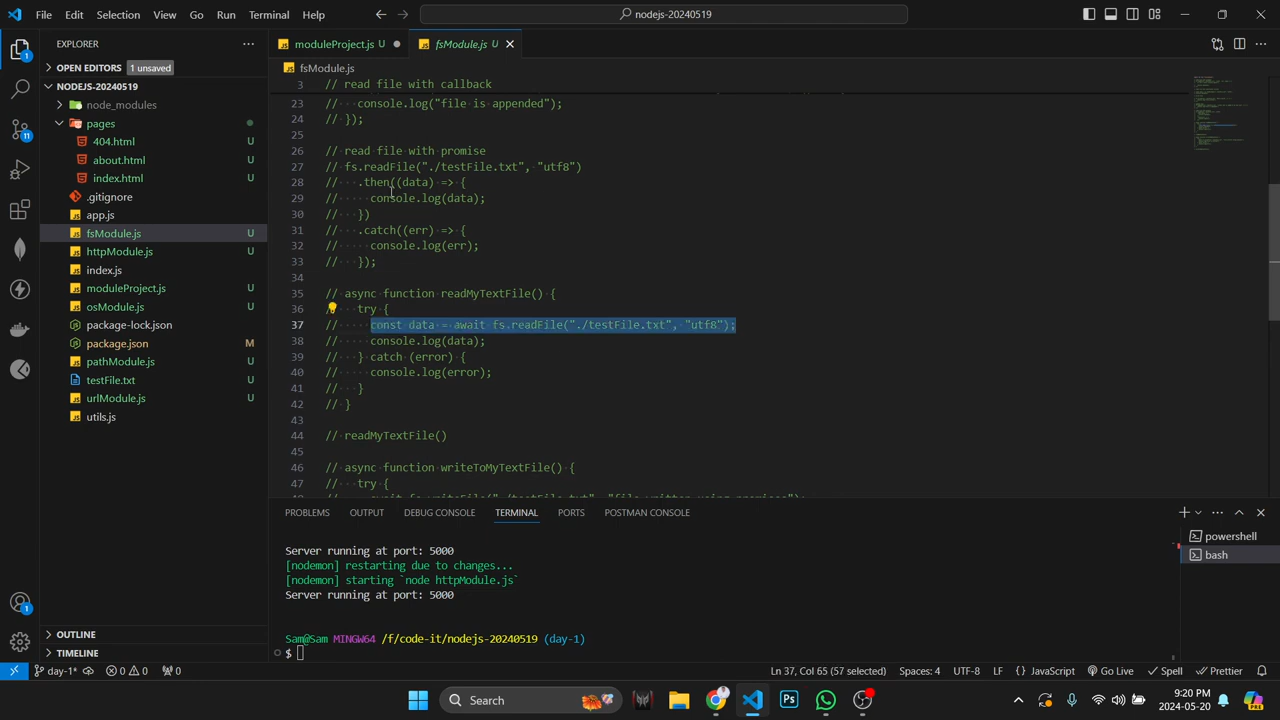 File Edit Selection View Go Run Terminal Help
nodejs-20240519
EXPLORER
moduleProject.js U
fsModule.js U
OPEN EDITORS 1 unsaved
fsModule.js
NODEJS-20240519
node_modules
pages
404.html
about.html
index.html
.gitignore
app.js
fsModule.js U
httpModule.js U
index.js
moduleProject.js U
osModule.js U
package-lock.json
package.json M
pathModule.js U
testFile.txt U
urlModule.js U
utils.js
OUTLINE
TIMELINE
3 // read file with callback
23 // console.log("file is appended");
24 // });
25
26 // read file with promise
27 // fs.readFile("./testFile.txt", "utf8")
28 // .then((data) => {
29 // console.log(data);
30 // })
31 // .catch((err) => {
32 // console.log(err);
33 // });
34
35 // async function readMyTextFile() {
36 // try {
37 // const data = await fs.readFile("./testFile.txt", "utf8");
38 // console.log(data);
39 // } catch (error) {
40 // console.log(error);
41 // }
42 // }
43
44 // readMyTextFile()
45
46 // async function writeToMyTextFile() {
47 // try {
PROBLEMS OUTPUT DEBUG CONSOLE TERMINAL PORTS POSTMAN CONSOLE
Server running at port: 5000
[nodemon] restarting due to changes...
[nodemon] starting `node httpModule.js`
Server running at port: 5000
Sam@Sam MINGW64 /f/code-it/nodejs-20240519 (day-1)
$
powershell
bash
day-1* 0 0 0
Ln 37, Col 65 (57 selected) Spaces: 4 UTF-8 LF {} JavaScript Go Live Spell Prettier
Search
9:20 PM
2024-05-20